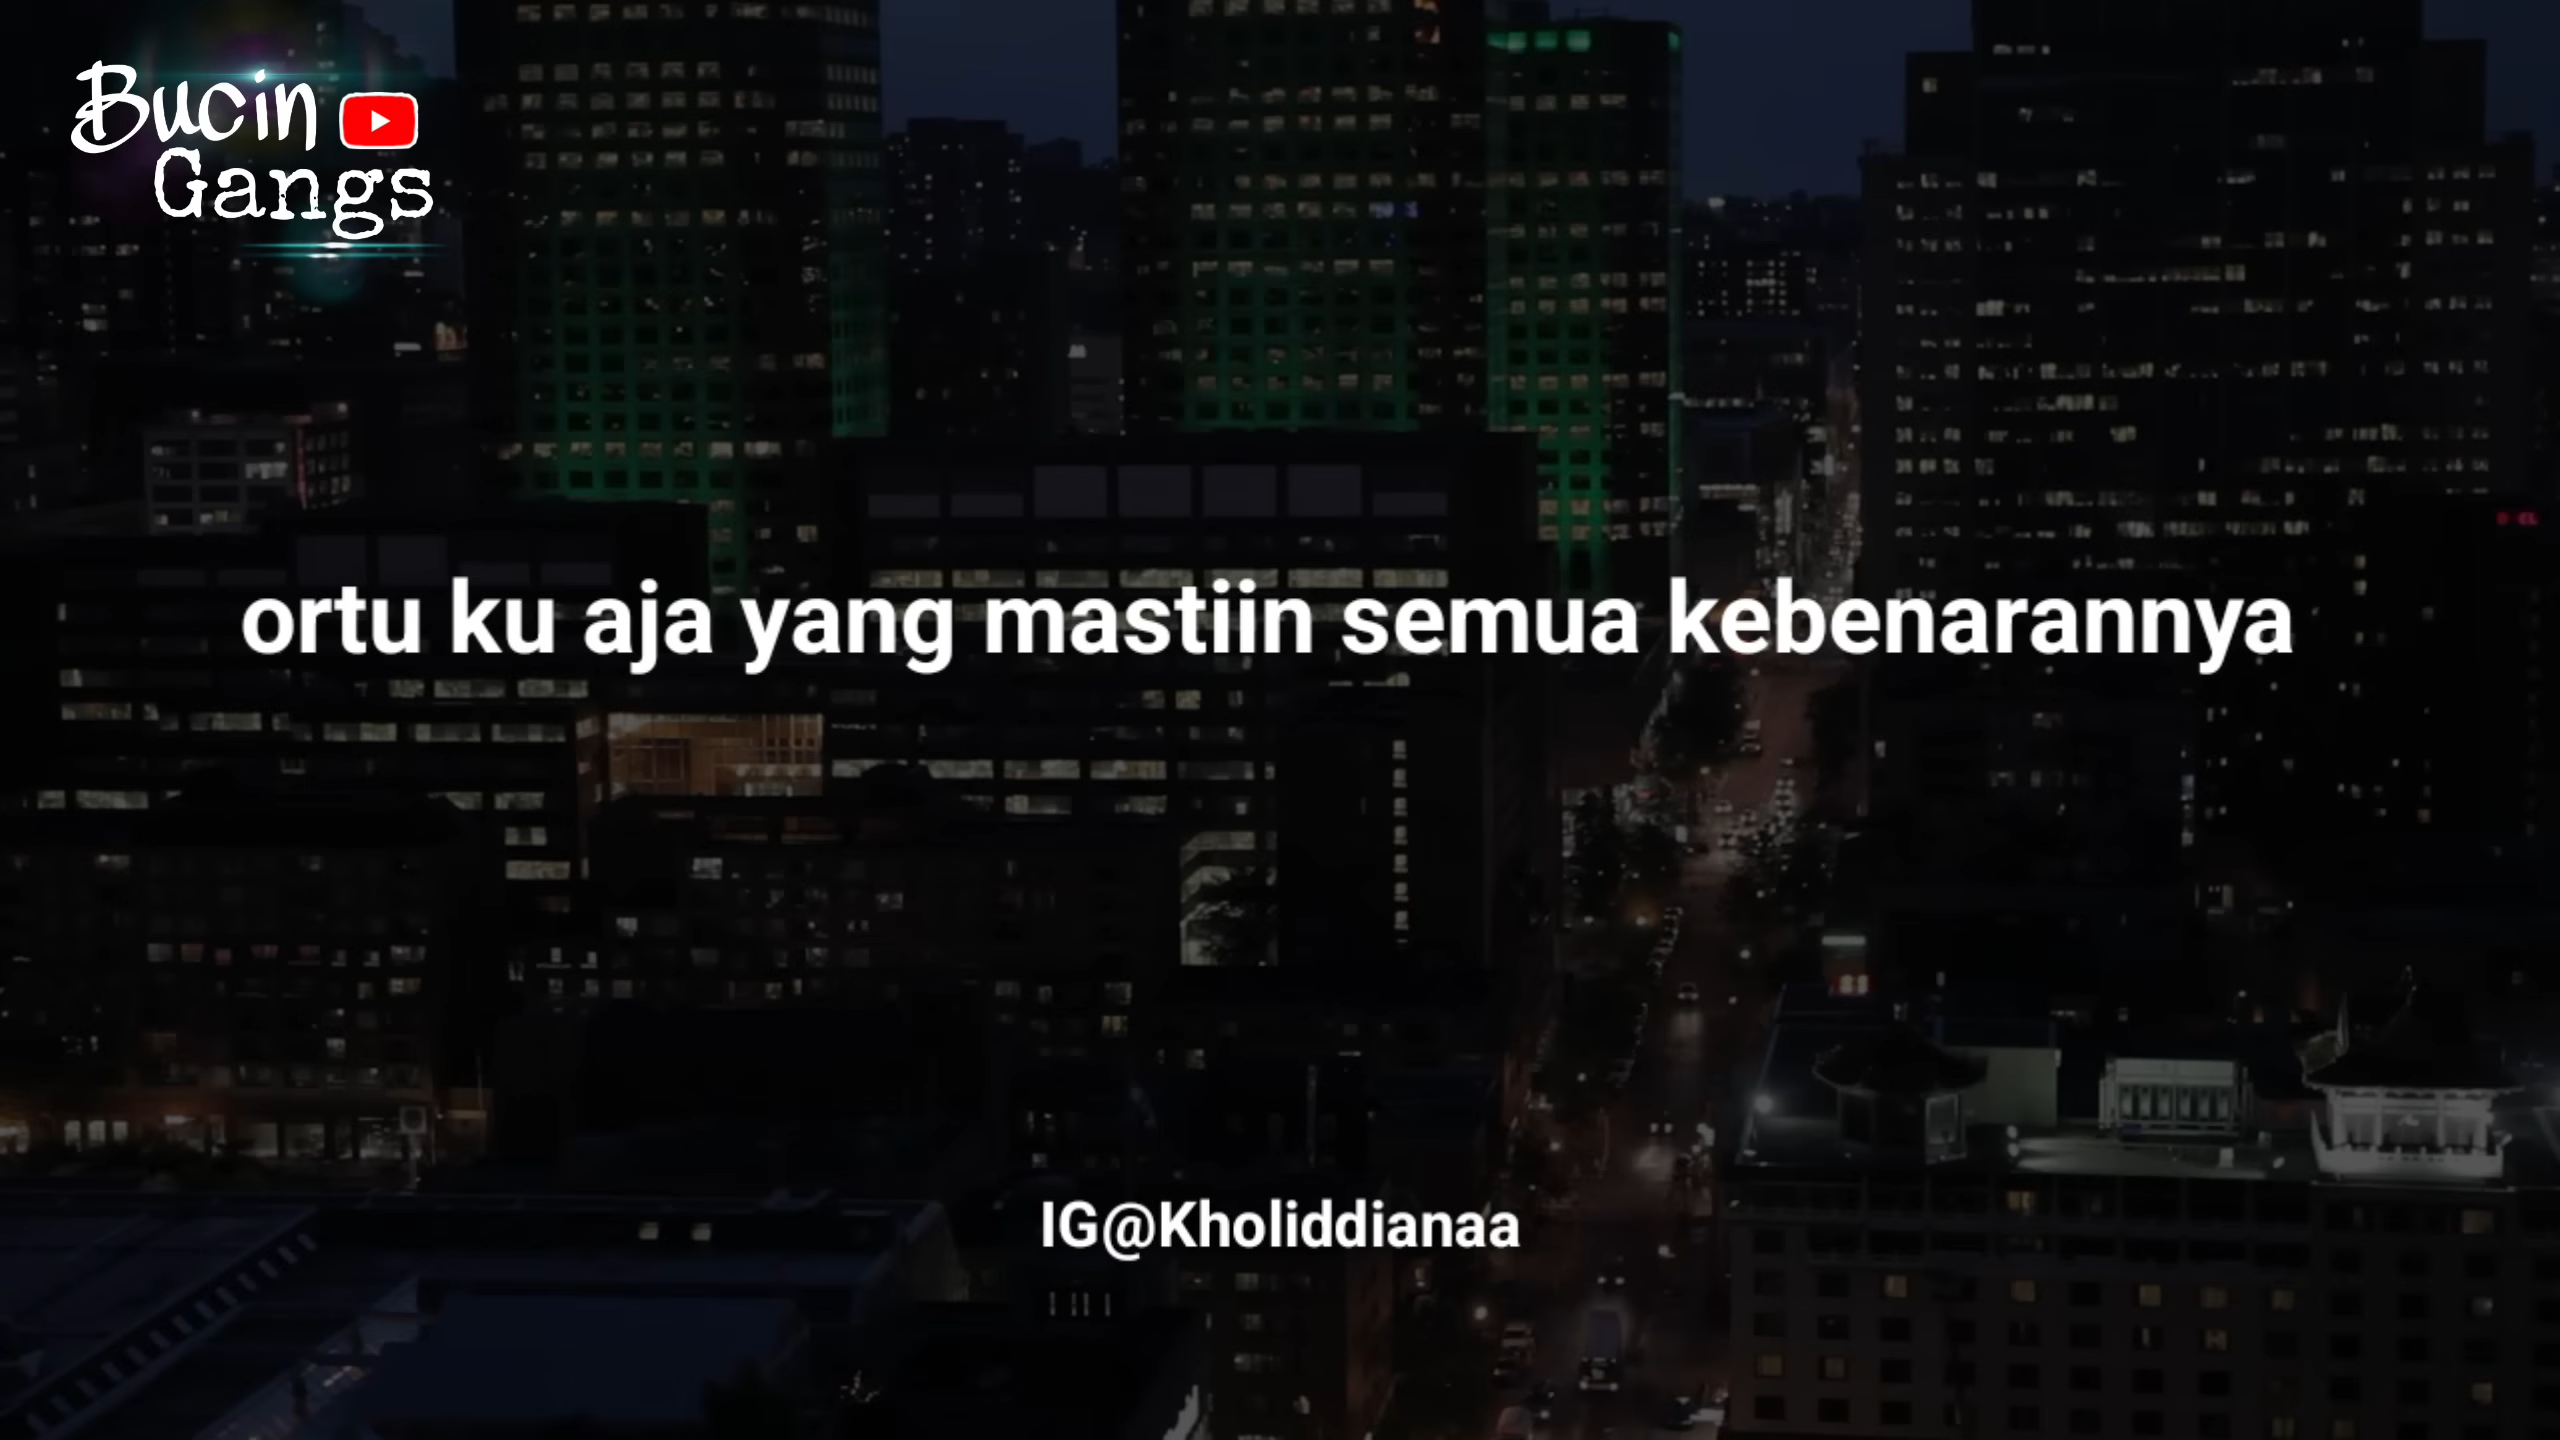 Bucin
Gangs
ortu ku aja yang mastiin semua kebenarannya
IG@Kholiddianaa